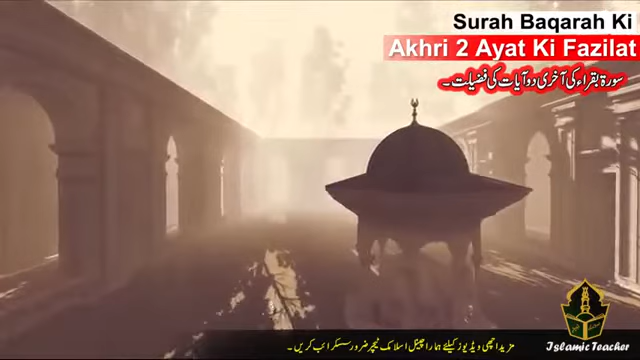 Surah Baqarah Ki
Akhri 2 Ayat Ki Fazilat
سورۃ بقراء کی آخری دو آیات کی فضیلت۔
مزید اچھی ویڈیوز کیلئے ہمارا چینل اسلامک ٹیچر ضرور سبسکرائب کریں۔
Islamic Teacher